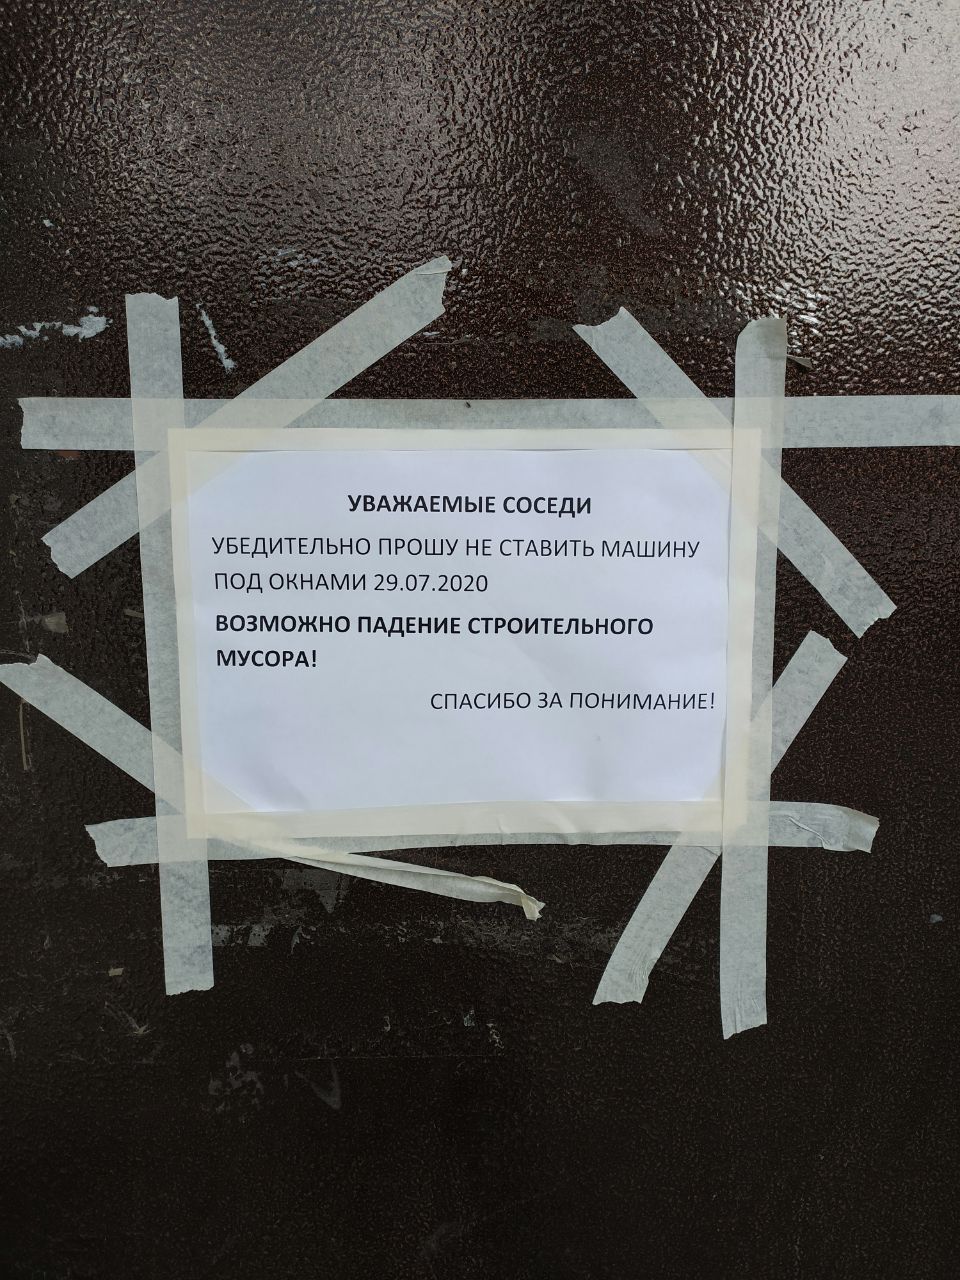 УВАЖАЕМЫЕ СОСЕДИ
УБЕДИТЕЛЬНО ПРОШУ НЕ СТАВИТЬ МАШИНУ
ПОД ОКНАМИ 29.07.2020
ВОЗМОЖНО ПАДЕНИЕ СТРОИТЕЛЬНОГО
МУСОРА!
СПАСИБО ЗА ПОНИМАНИЕ!